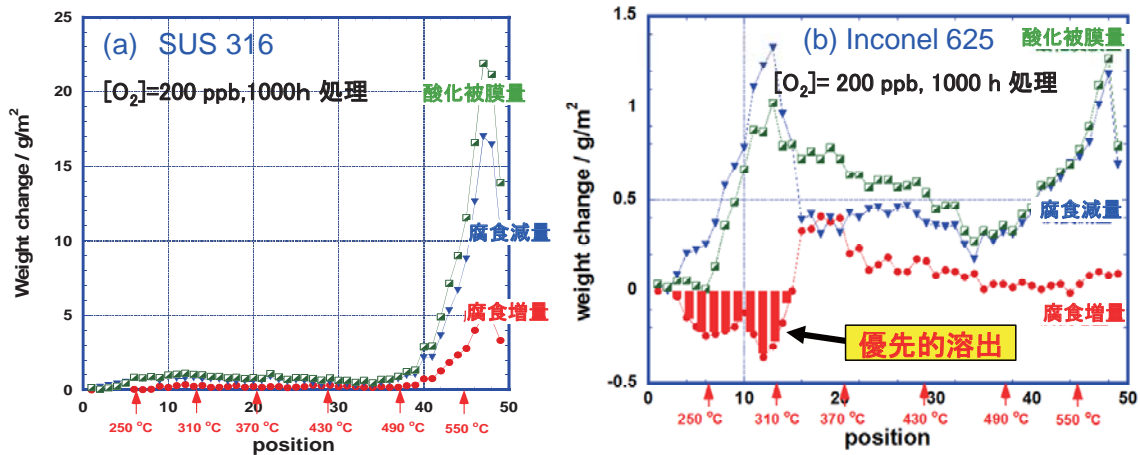 (a) SUS 316
[O₂]=200 ppb,1000h 処理
酸化被膜量
腐食減量
腐食増量
Weight change / g/m²
25
20
15
10
5
0
0 10 20 30 40 50
250 °C 310 °C 370 °C 430 °C 490 °C 550 °C
position
(b) Inconel 625
酸化被膜量
[O₂]= 200 ppb, 1000 h 処理
腐食減量
腐食増量
優先的溶出
weight change / g/m²
1.5
1
0.5
0
-0.5
0 10 20 30 40 50
250 °C 310 °C 370 °C 430 °C 490 °C 550 °C
position